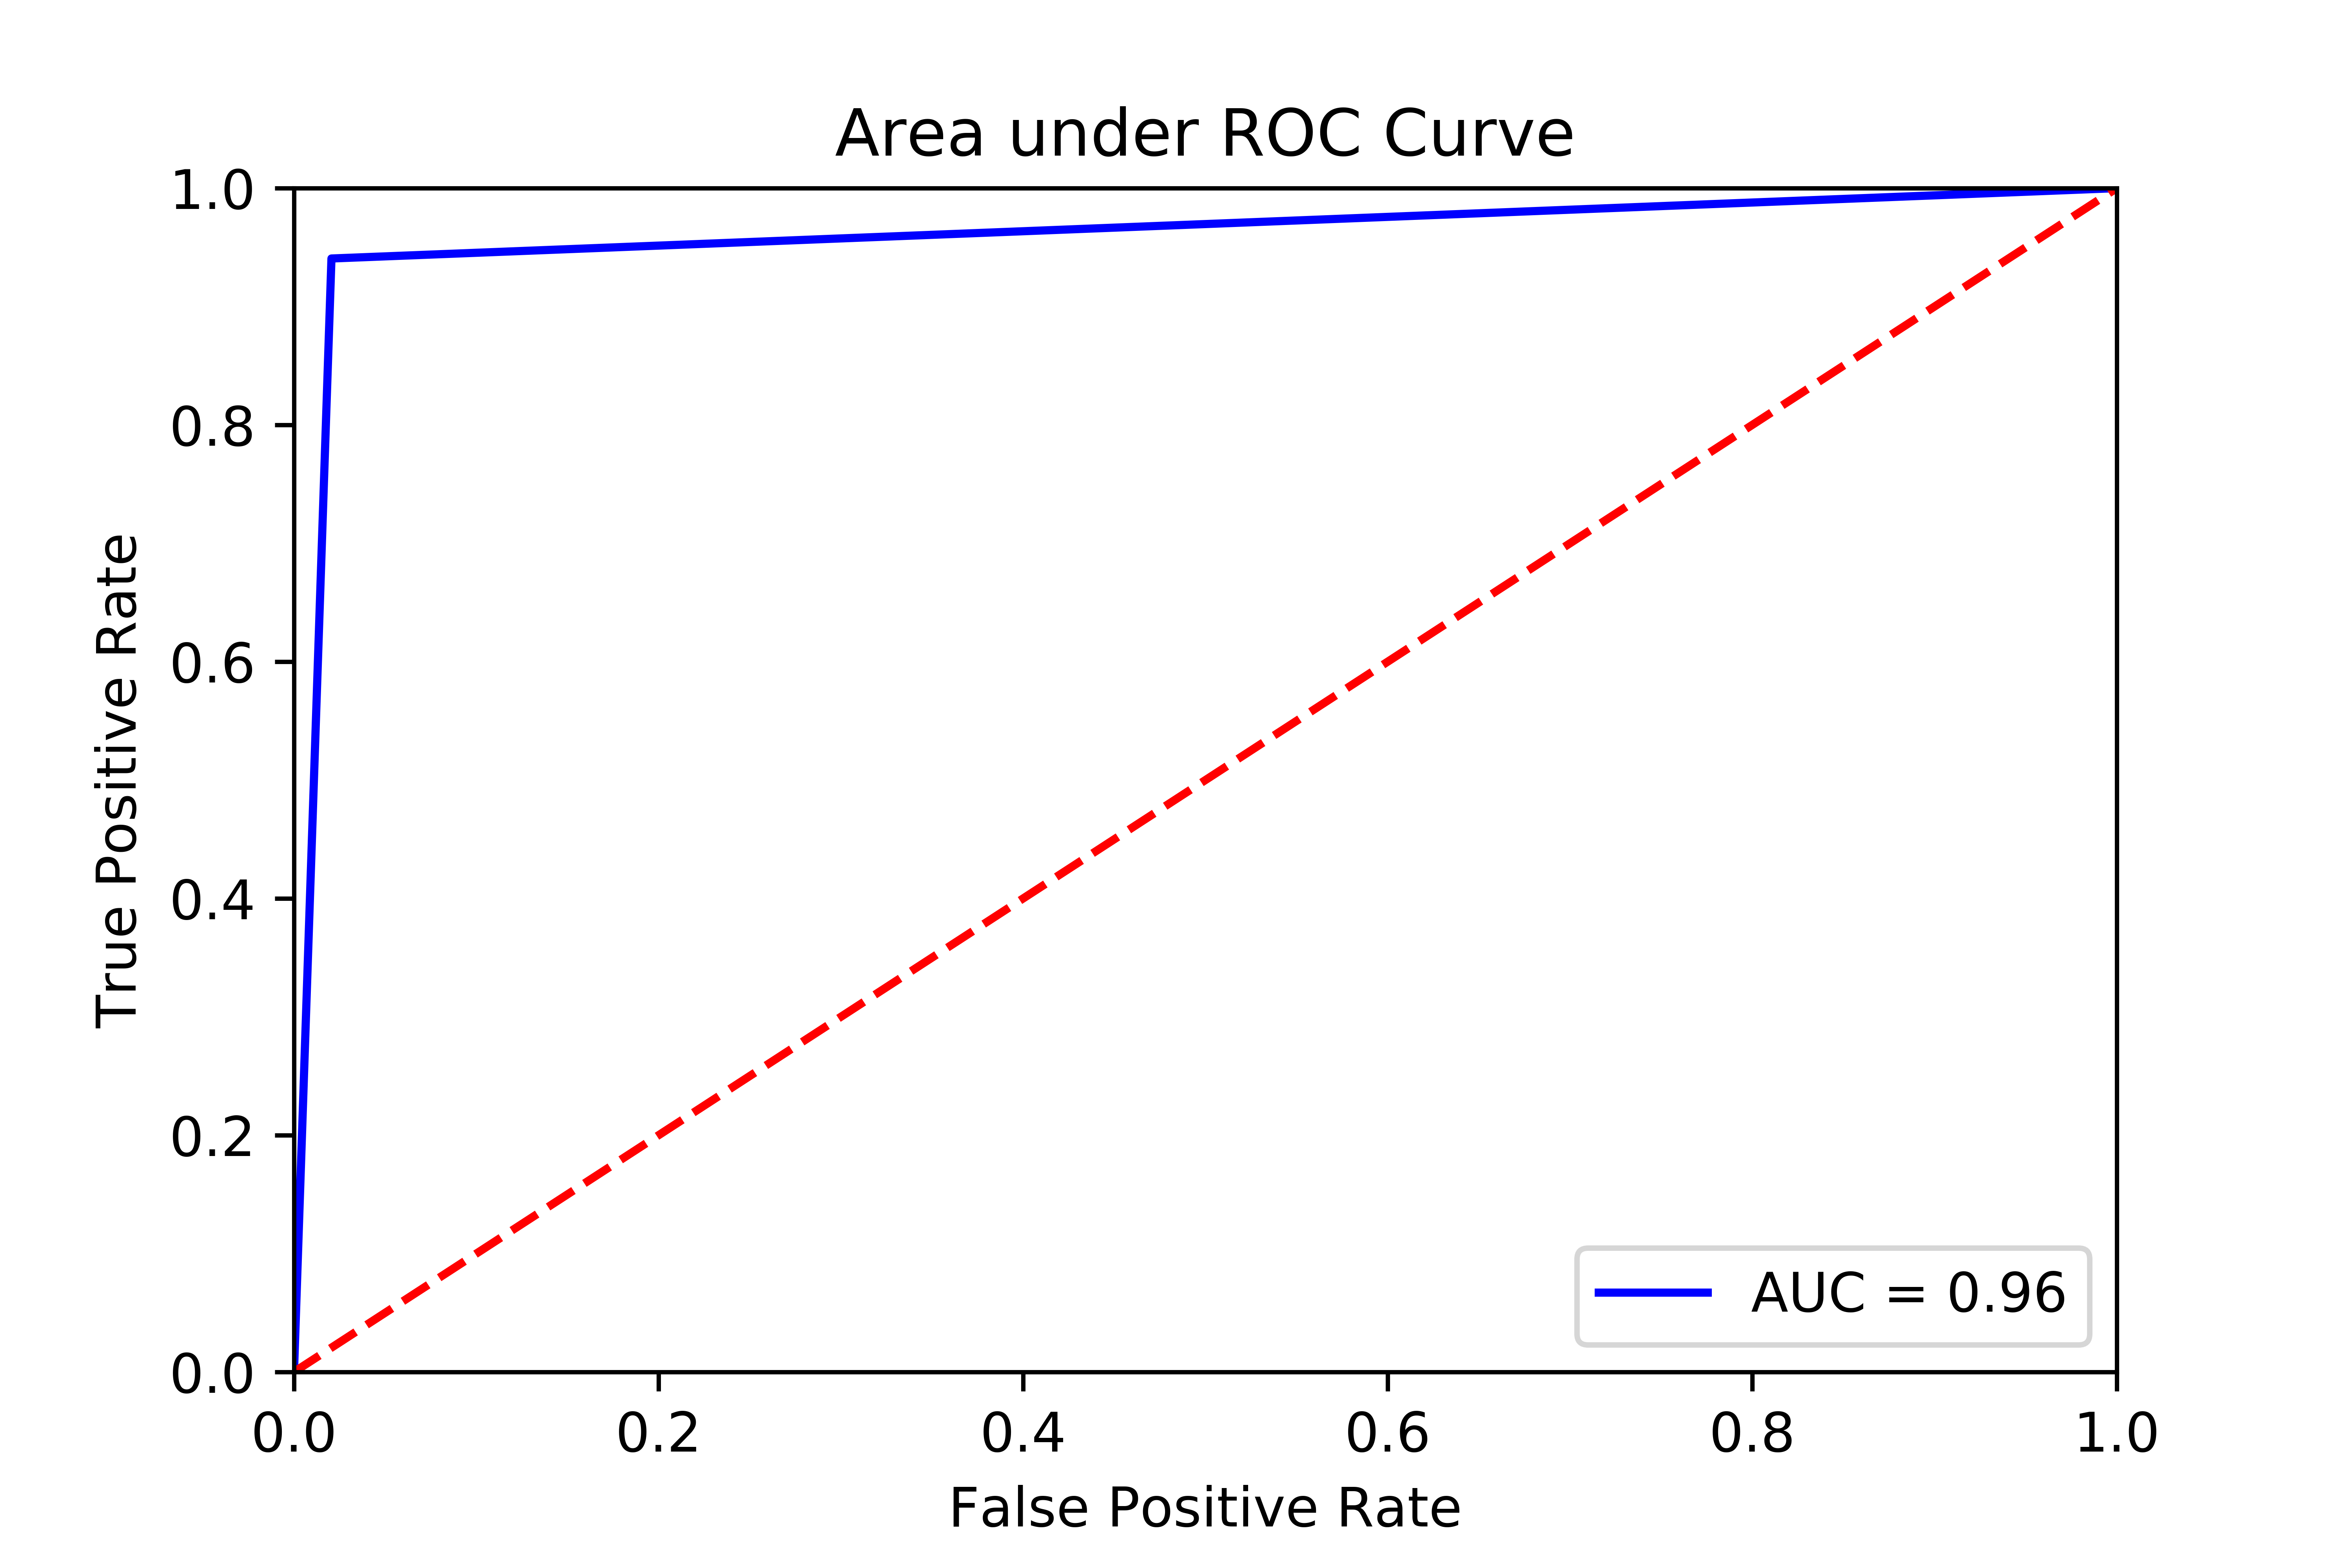 Area under ROC Curve
1.0
0.8
0.6
0.4
0.2
0.0
True Positive Rate
AUC = 0.96
0.0 0.2 0.4 0.6 0.8 1.0
False Positive Rate